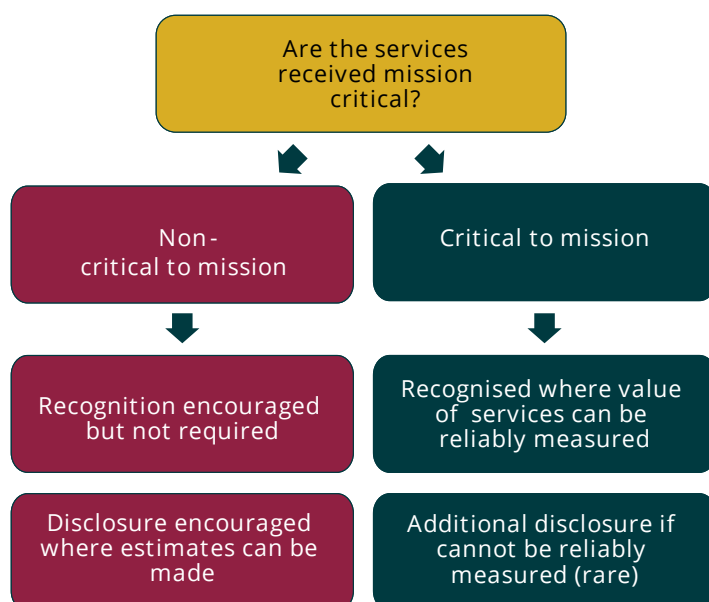 Are the services
received mission
critical?
Non-
critical to mission
Critical to mission
Recognition encouraged
but not required
Recognised where value
of services can be
reliably measured
Disclosure encouraged
where estimates can be
made
Additional disclosure if
cannot be reliably
measured (rare)